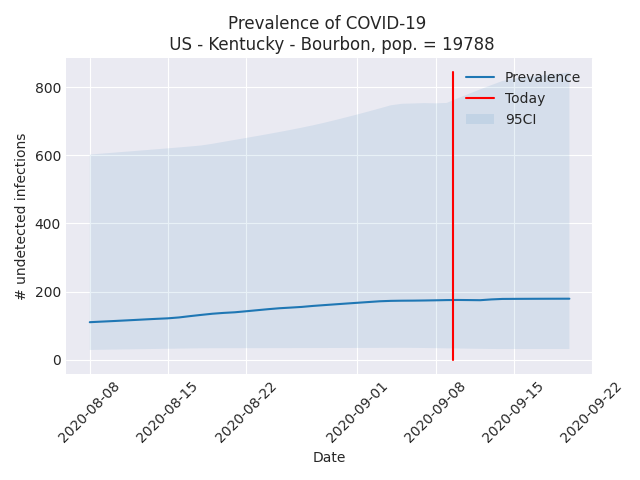 Prevalence of COVID-19
US - Kentucky - Bourbon, pop. = 19788
# undetected infections
800
600
400
200
0
Prevalence
Today
95CI
2020-08-08
2020-08-15
2020-08-22
2020-09-01
2020-09-08
2020-09-15
2020-09-22
Date